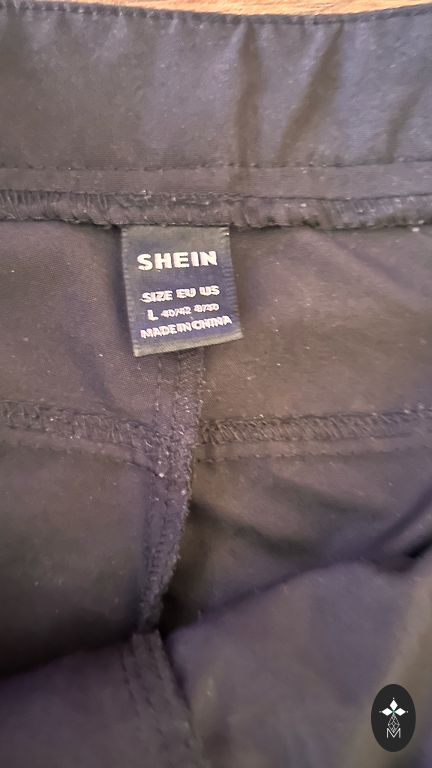 SHEIN
SIZE EU US
L 40/42 8/10
MADE IN CHINA
M